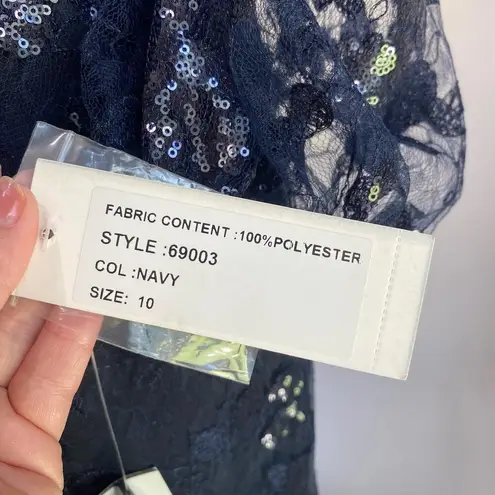 FABRIC CONTENT :100%POLYESTER
STYLE :69003
COL :NAVY
SIZE: 10